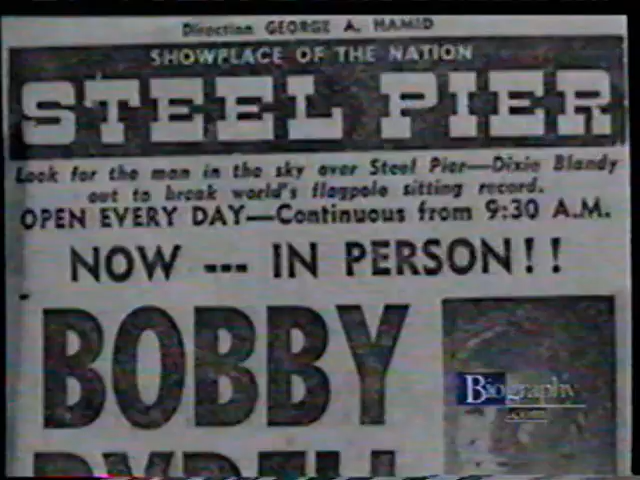 Direction GEORGE A. HAMID
SHOWPLACE OF THE NATION
STEEL PIER
Look for the man in the sky over Steel Pier—Dixie Blandy
out to break world's flagpole sitting record.
OPEN EVERY DAY—Continuous from 9:30 A.M.
NOW --- IN PERSON!!
BOBBY
Biography
.com